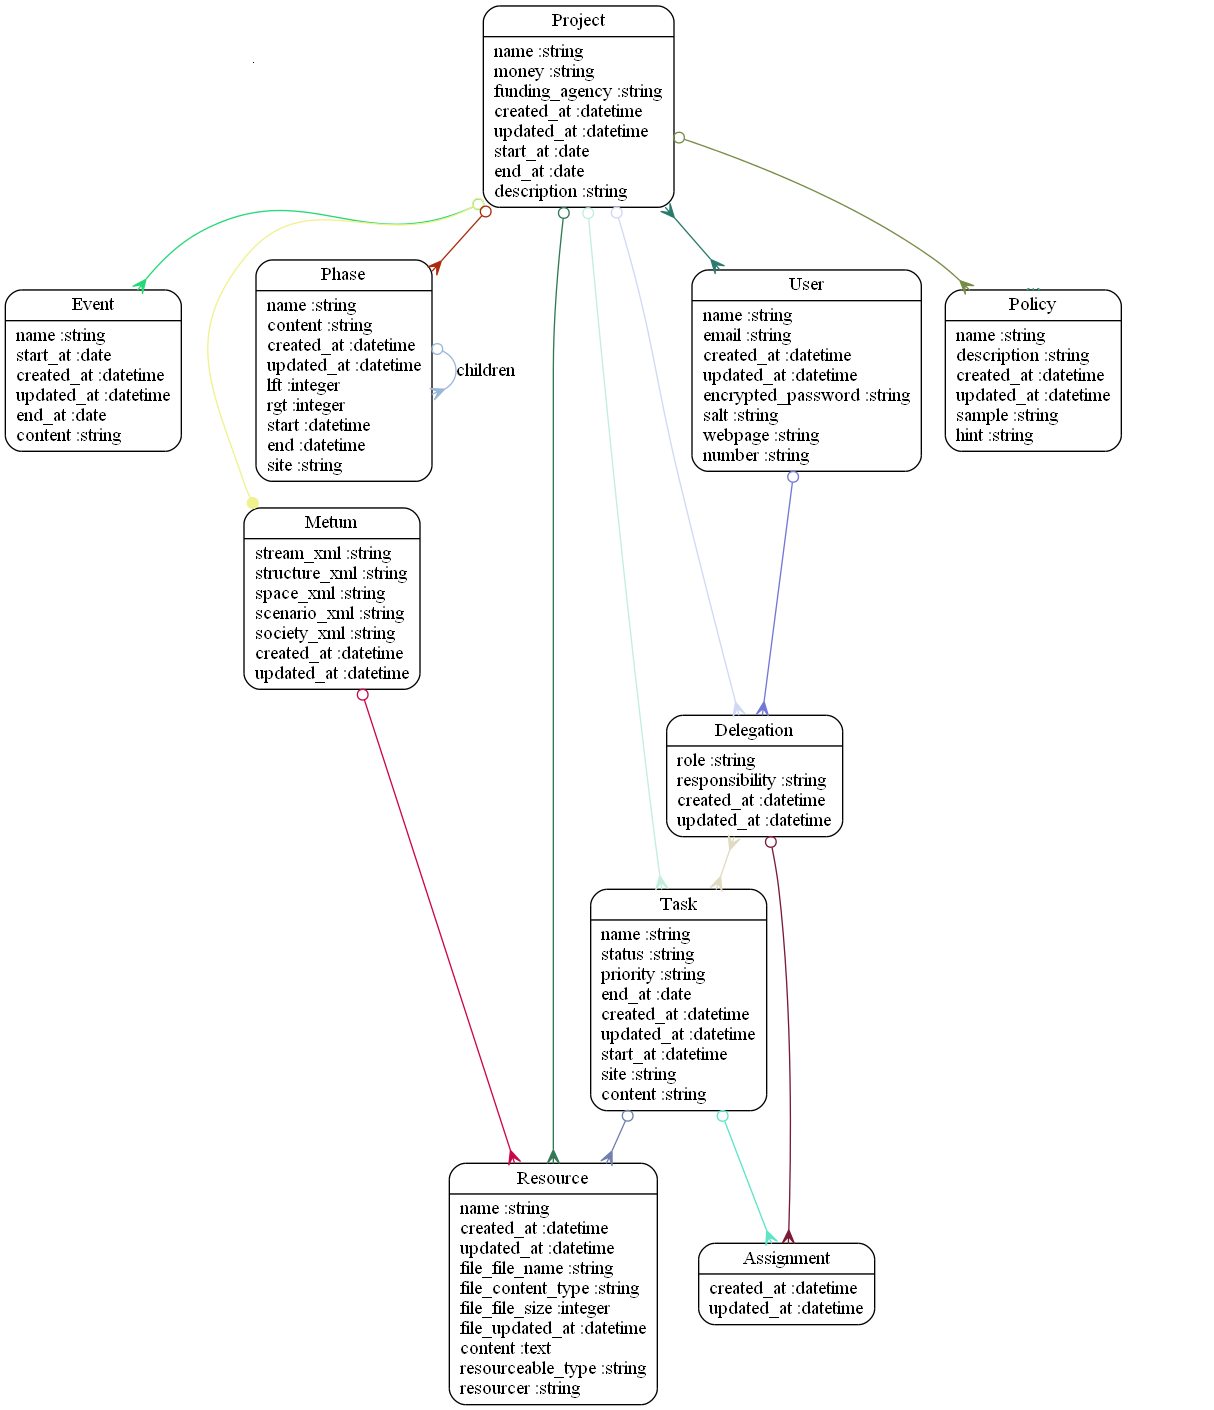 Project
name :string
money :string
funding_agency :string
created_at :datetime
updated_at :datetime
start_at :date
end_at :date
description :string
Event
name :string
start_at :date
created_at :datetime
updated_at :datetime
end_at :date
content :string
Phase
name :string
content :string
created_at :datetime
updated_at :datetime
lft :integer
rgt :integer
start :datetime
end :datetime
site :string
children
User
name :string
email :string
created_at :datetime
updated_at :datetime
encrypted_password :string
salt :string
webpage :string
number :string
Policy
name :string
description :string
created_at :datetime
updated_at :datetime
sample :string
hint :string
Metum
stream_xml :string
structure_xml :string
space_xml :string
scenario_xml :string
society_xml :string
created_at :datetime
updated_at :datetime
Delegation
role :string
responsibility :string
created_at :datetime
updated_at :datetime
Task
name :string
status :string
priority :string
end_at :date
created_at :datetime
updated_at :datetime
start_at :datetime
site :string
content :string
Resource
name :string
created_at :datetime
updated_at :datetime
file_file_name :string
file_content_type :string
file_file_size :integer
file_updated_at :datetime
content :text
resourceable_type :string
resourcer :string
Assignment
created_at :datetime
updated_at :datetime